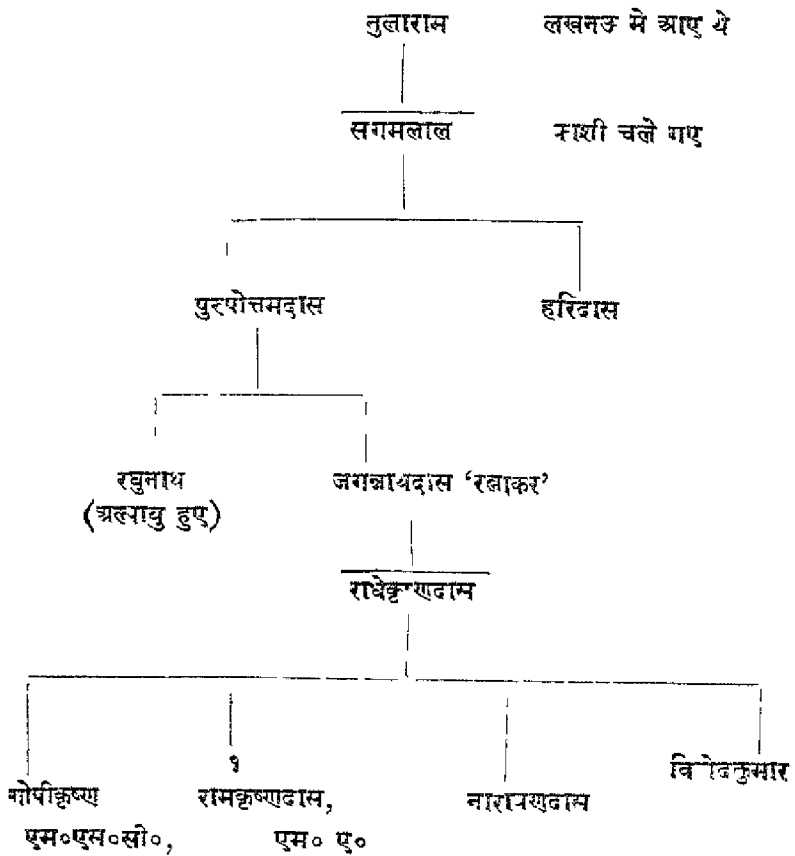 तुलाराम लखनऊ मे आए थे
सगमलाल काशी चले गए
पुरुषोत्तमदास हरिदास
रघुनाथ जगन्नाथदास ‘रत्नाकर’
(अल्पायु हुए)
राधेकृष्णदास
१
गोपीकृष्ण रामकृष्णदास, नारायणदास विनोदकुमार
एम०एस०सी०, एम० ए०